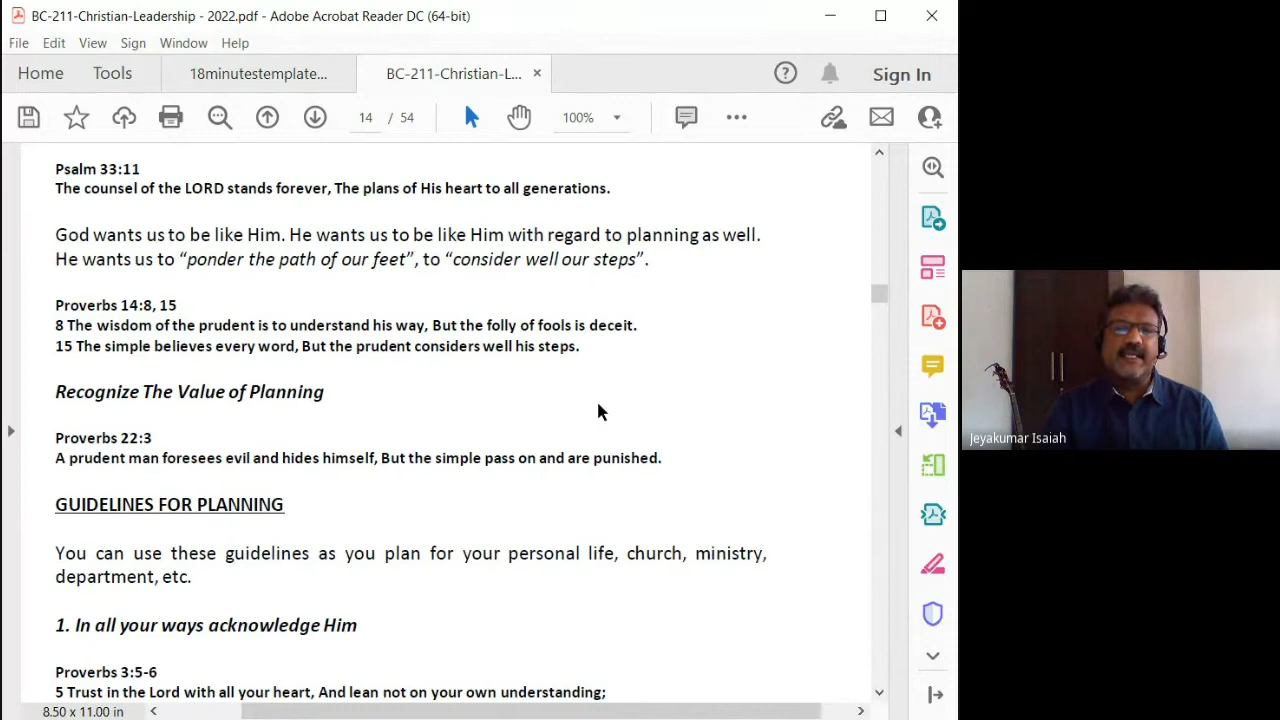 BC-211-Christian-Leadership - 2022.pdf - Adobe Acrobat Reader DC (64-bit)
File Edit View Sign Window Help
Home Tools 18minutestemplate... BC-211-Christian-L... Sign In
14 / 54 100%
Psalm 33:11
The counsel of the LORD stands forever, The plans of His heart to all generations.
God wants us to be like Him. He wants us to be like Him with regard to planning as well.
He wants us to “ponder the path of our feet”, to “consider well our steps”.
Proverbs 14:8, 15
8 The wisdom of the prudent is to understand his way, But the folly of fools is deceit.
15 The simple believes every word, But the prudent considers well his steps.
Recognize The Value of Planning
Proverbs 22:3
A prudent man foresees evil and hides himself, But the simple pass on and are punished.
GUIDELINES FOR PLANNING
You can use these guidelines as you plan for your personal life, church, ministry,
department, etc.
1. In all your ways acknowledge Him
Proverbs 3:5-6
5 Trust in the Lord with all your heart, And lean not on your own understanding;
8.50 x 11.00 in
Jeyakumar Isaiah